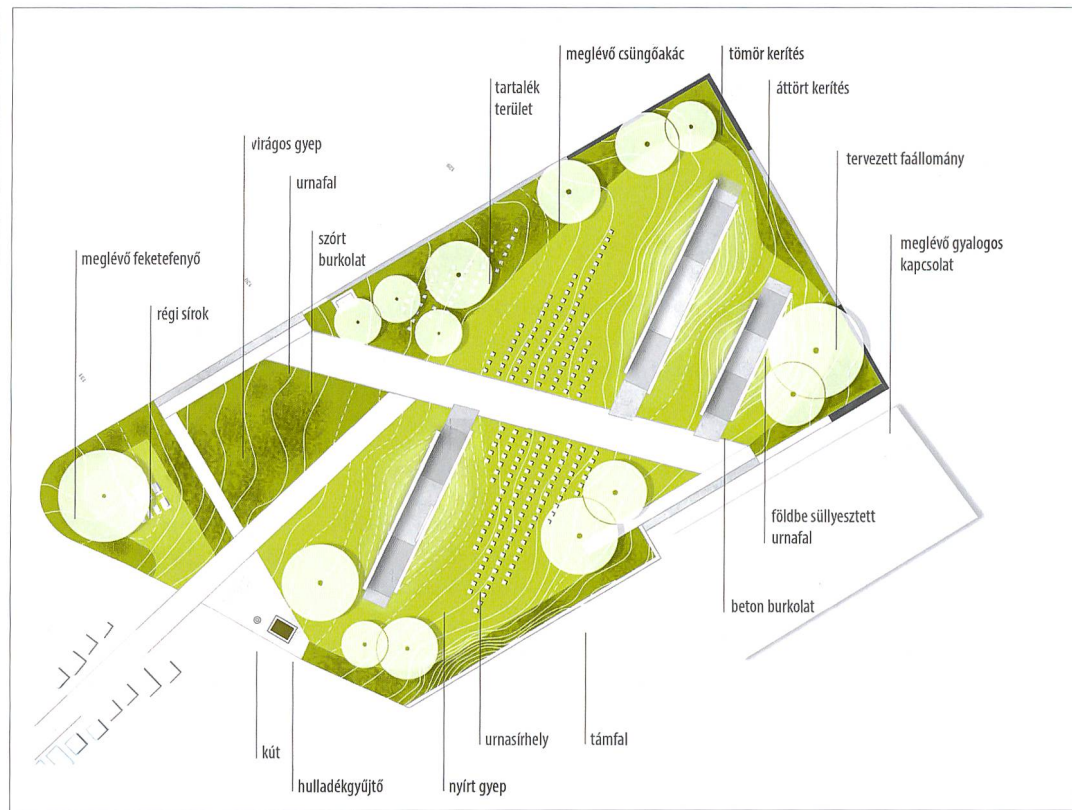 meglévő csüngőakác
tömör kerítés
tartalék
terület
áttört kerítés
virágos gyep
tervezett faállomány
urnafal
szórt
burkolat
meglévő gyalogos
kapcsolat
meglévő feketefenyő
régi sírok
földbe süllyesztett
urnafal
beton burkolat
kút
urnasírhely
támfal
hulladékgyűjtő
nyírt gyep